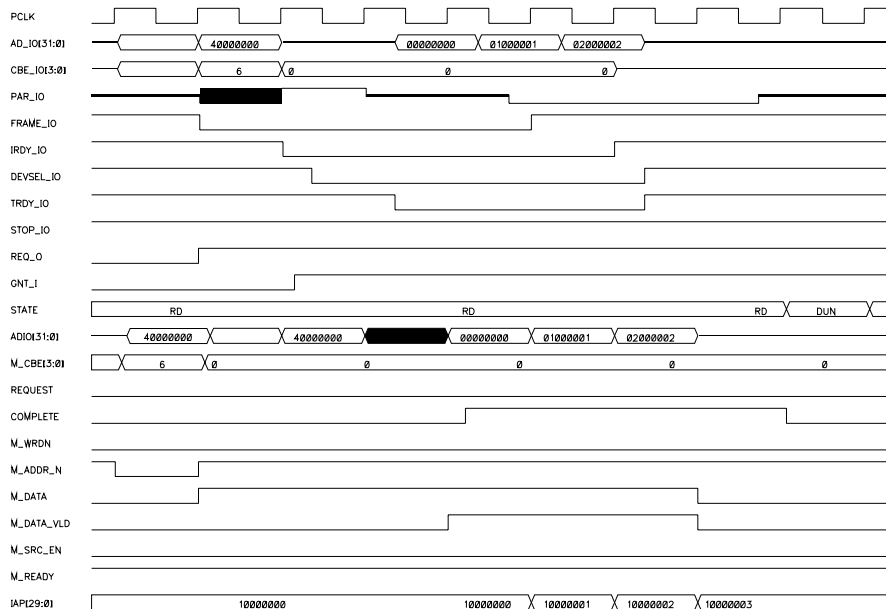 PCLK
AD_IO[31:0] 40000000 00000000 01000001 02000002
CBE_IO[3:0] 6 0 0 0
PAR_IO
FRAME_IO
IRDY_IO
DEVSEL_IO
TRDY_IO
STOP_IO
REQ_O
GNT_I
STATE RD RD RD DUN
ADIO[31:0] 40000000 40000000 00000000 01000001 02000002
M_CBE[3:0] 6 0 0 0 0 0
REQUEST
COMPLETE
M_WRDN
M_ADDR_N
M_DATA
M_DATA_VLD
M_SRC_EN
M_READY
IAP[29:0] 10000000 10000000 10000001 10000002 10000003